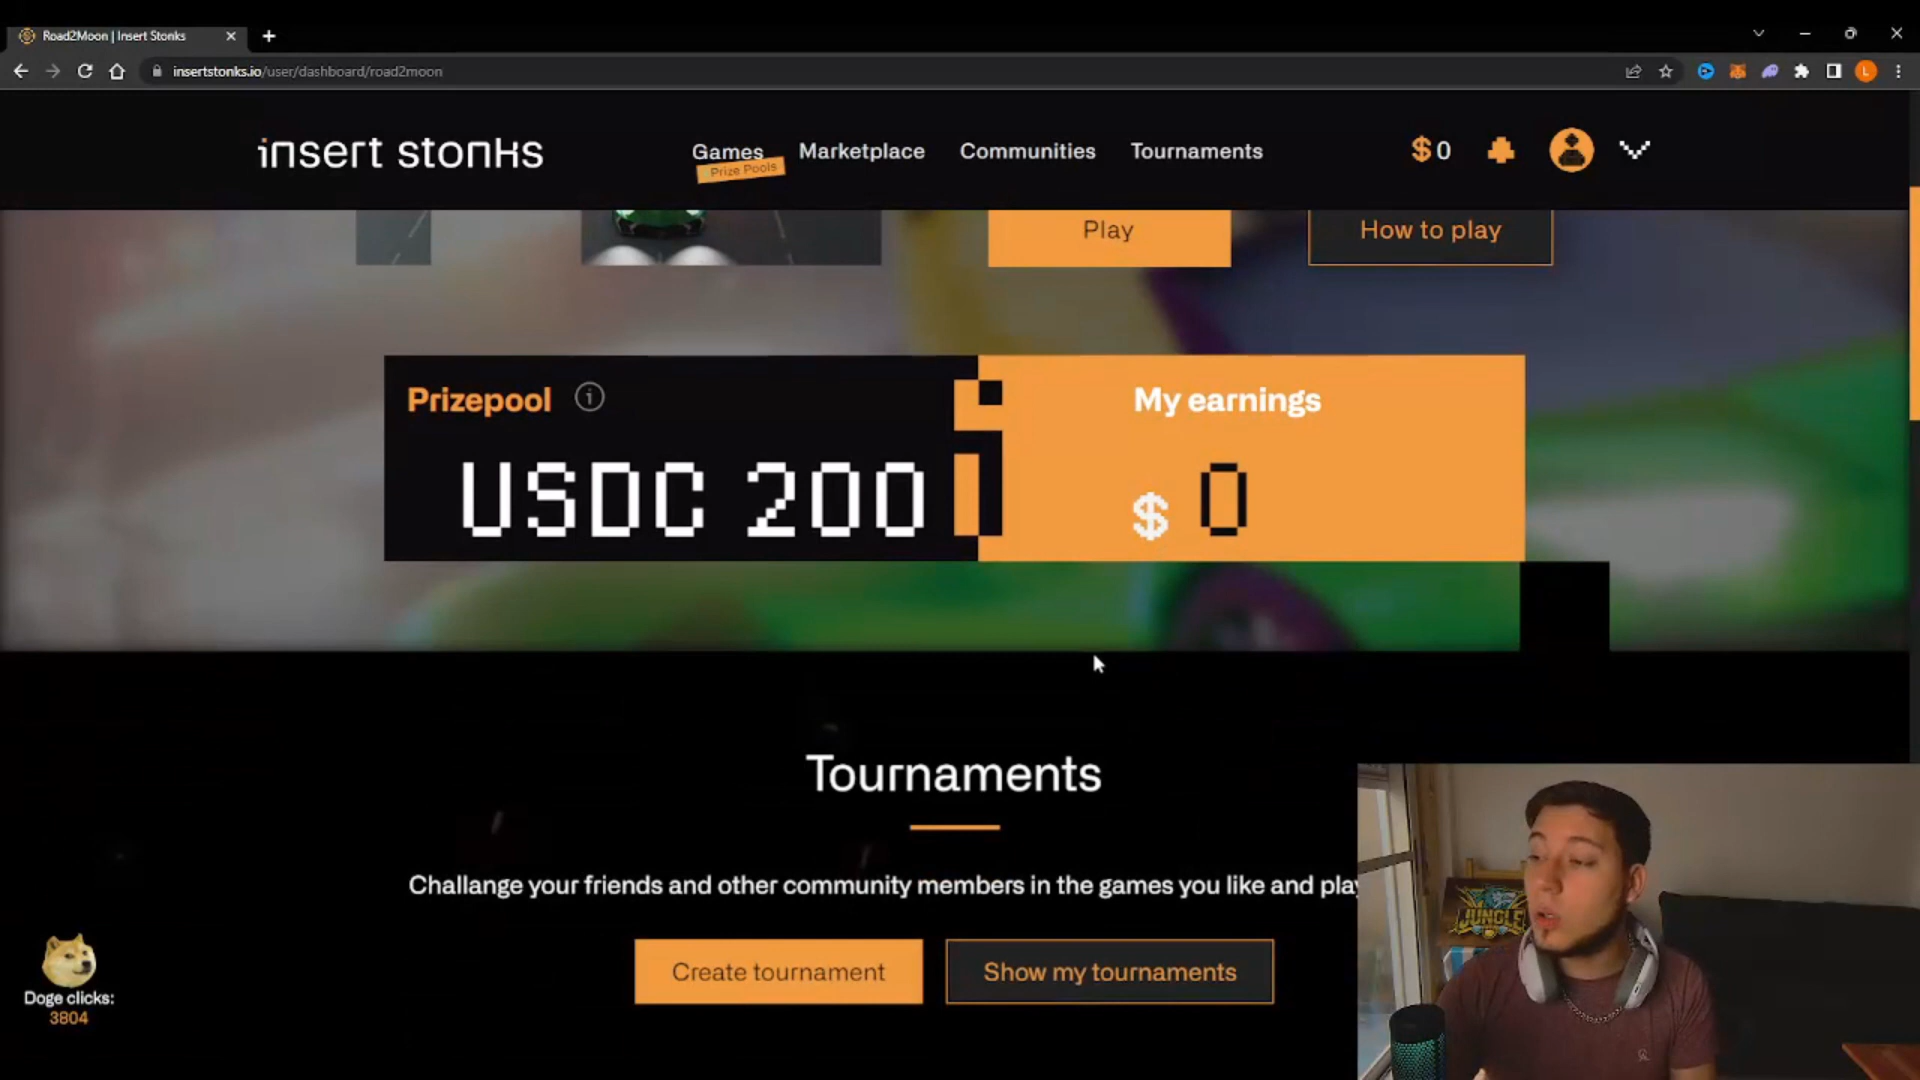 Road2Moon | Insert Stonks
insertstonks.io/user/dashboard/road2moon
L
insert stonks
Games
Prize Pools
Marketplace
Communities
Tournaments
$ 0
Play
How to play
Prizepool
USDC 200
My earnings
$ 0
Tournaments
Challange your friends and other community members in the games you like and play
Create tournament
Show my tournaments
Doge clicks:
3804
JUNGLE